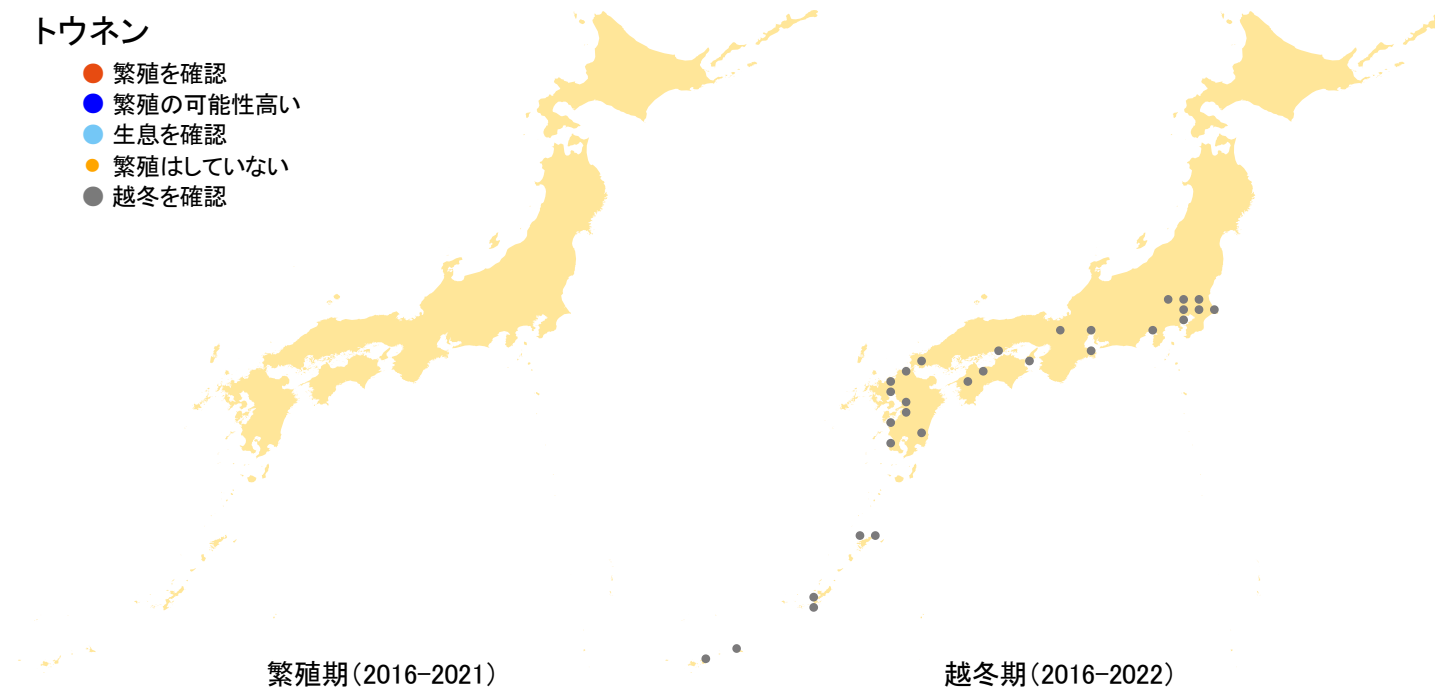 トウネン
繁殖を確認
繁殖の可能性高い
生息を確認
繁殖はしていない
越冬を確認
繁殖期(2016-2021)
越冬期(2016-2022)